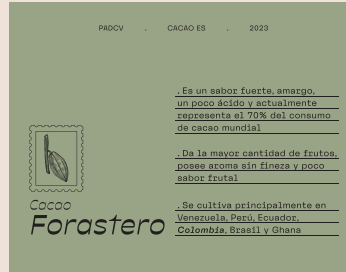 PADCV . CACAO ES . 2023
. Es un sabor fuerte, amargo,
un poco ácido y actualmente
representa el 70% del consumo
de cacao mundial
. Da la mayor cantidad de frutos,
posee aroma sin fineza y poco
sabor frutal
Cacao
Forastero
. Se cultiva principalmente en
Venezuela, Perú, Ecuador,
Colombia, Brasil y Ghana